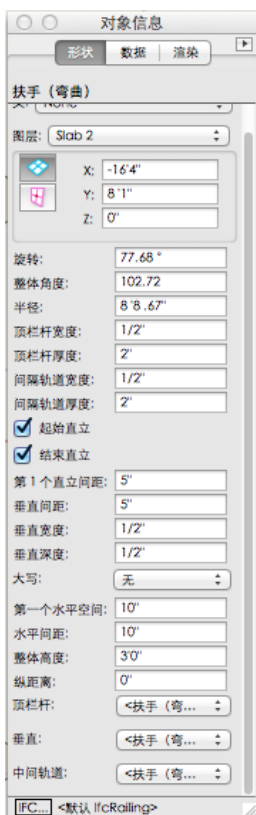 对象信息
形状 数据 渲染
扶手（弯曲）
类: None
图层: Slab 2
X: -16'4"
Y: 8'1"
Z: 0"
旋转: 77.68 °
整体角度: 102.72
半径: 8'8.67"
顶栏杆宽度: 1/2"
顶栏杆厚度: 2"
间隔轨道宽度: 1/2"
间隔轨道厚度: 2"
起始直立
结束直立
第 1 个直立间距: 5"
垂直间距: 5"
垂直宽度: 1/2"
垂直深度: 1/2"
大写: 无
第一个水平空间: 10"
水平间距: 10"
整体高度: 3'0"
纵距离: 0"
顶栏杆: <扶手（弯...
垂直: <扶手（弯...
中间轨道: <扶手（弯...
IFC... <默认 IfcRailing>